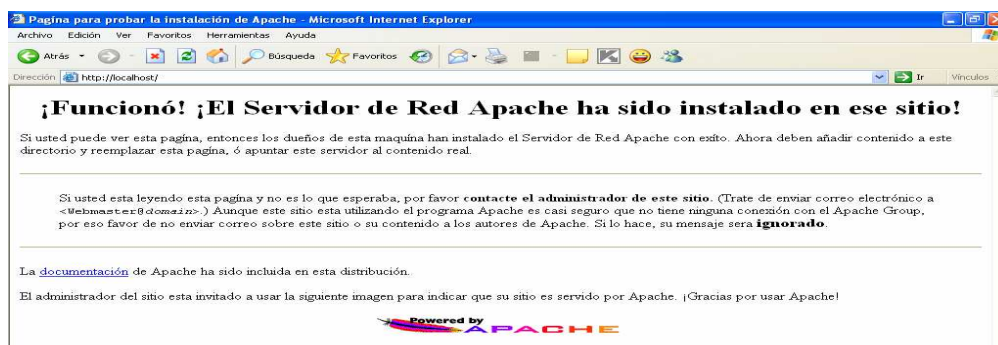 Pagína para probar la instalación de Apache - Microsoft Internet Explorer
Archivo Edición Ver Favoritos Herramientas Ayuda
Atrás Búsqueda Favoritos
Dirección http://localhost/ Ir Vínculos
¡Funcionó! ¡El Servidor de Red Apache ha sido instalado en ese sitio!
Si usted puede ver esta pagína, entonces los dueños de esta maquína han instalado el Servidor de Red Apache con exíto. Ahora deben añadir contenido a este
directorio y reemplazar esta pagína, ó apuntar este servidor al contenido real.
Si usted esta leyendo esta pagína y no es lo que esperaba, por favor contacte el administrador de este sitio. (Trate de enviar correo electrónico a
<Webmaster@domain>.) Aunque este sitio esta utilizando el programa Apache es casi seguro que no tiene ninguna conexión con el Apache Group,
por eso favor de no enviar correo sobre este sitio o su contenido a los autores de Apache. Si lo hace, su mensaje sera ignorado.
La documentación de Apache ha sido incluida en esta distribución.
El administrador del sitio esta invitado a usar la siguiente imagen para indicar que su sitio es servido por Apache. ¡Gracias por usar Apache!
Powered by
APACHE